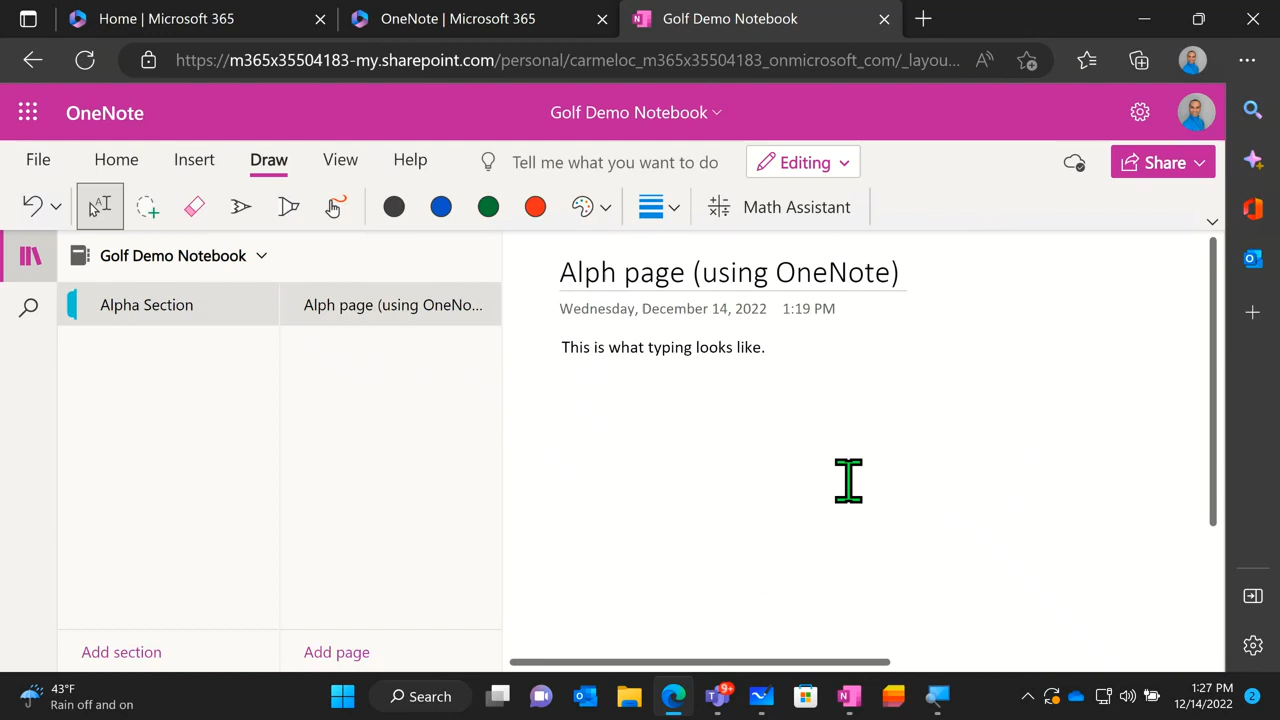 Home | Microsoft 365
OneNote | Microsoft 365
Golf Demo Notebook
https://m365x35504183-my.sharepoint.com/personal/carmeloc_m365x35504183_onmicrosoft_com/_layou...
OneNote
Golf Demo Notebook
File Home Insert Draw View Help Tell me what you want to do Editing Share
Math Assistant
Golf Demo Notebook
Alpha Section
Alph page (using OneNo...
Alph page (using OneNote)
Wednesday, December 14, 2022 1:19 PM
This is what typing looks like.
Add section
Add page
43°F
Rain off and on
Search
9+
1:27 PM
12/14/2022
2